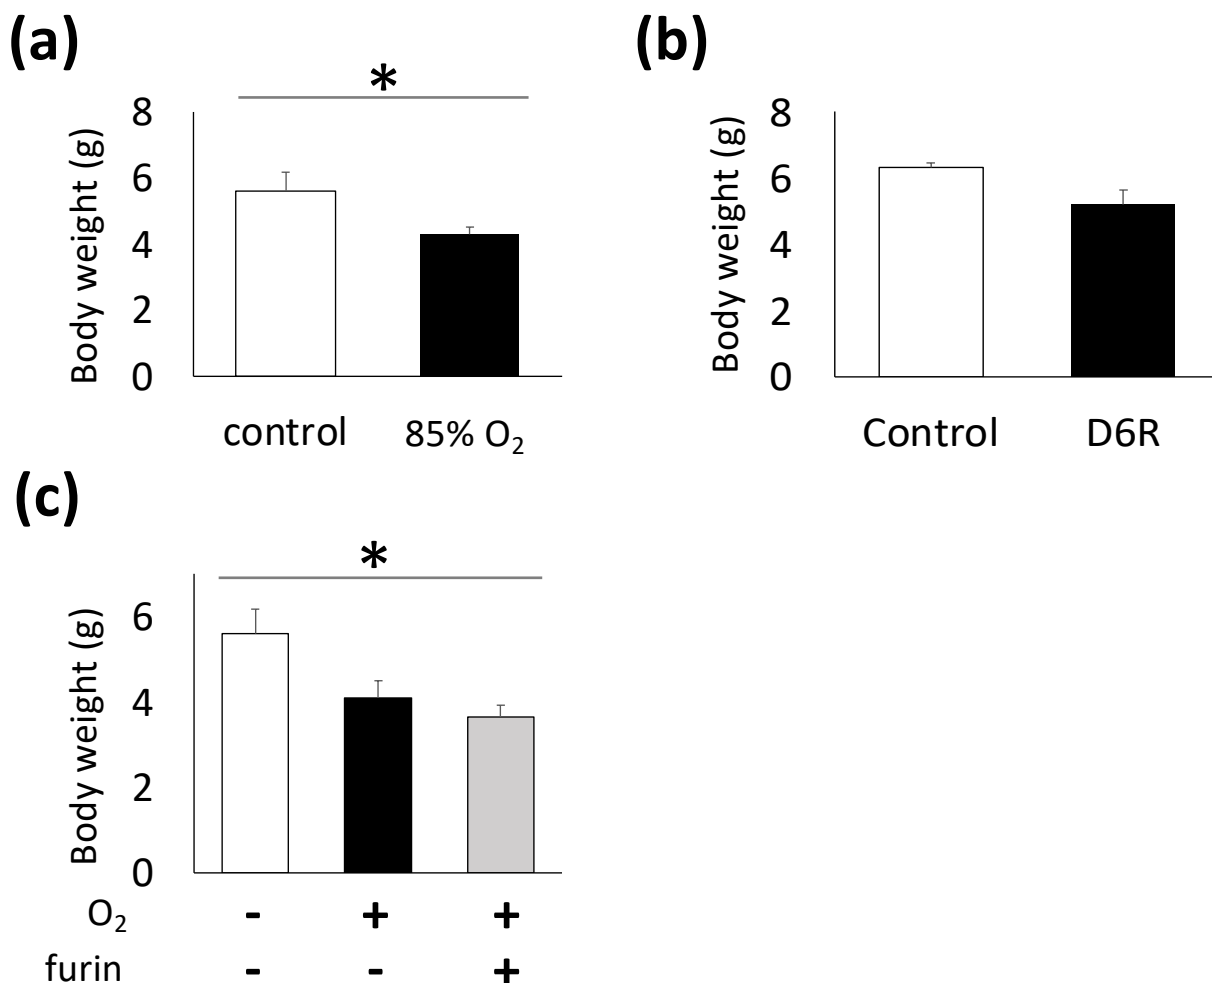 (a)
*
Body weight (g)
8
6
4
2
0
control 85% O₂
(b)
Body weight (g)
8
6
4
2
0
Control D6R
(c)
*
Body weight (g)
6
4
2
0
O₂ - + +
furin - - +